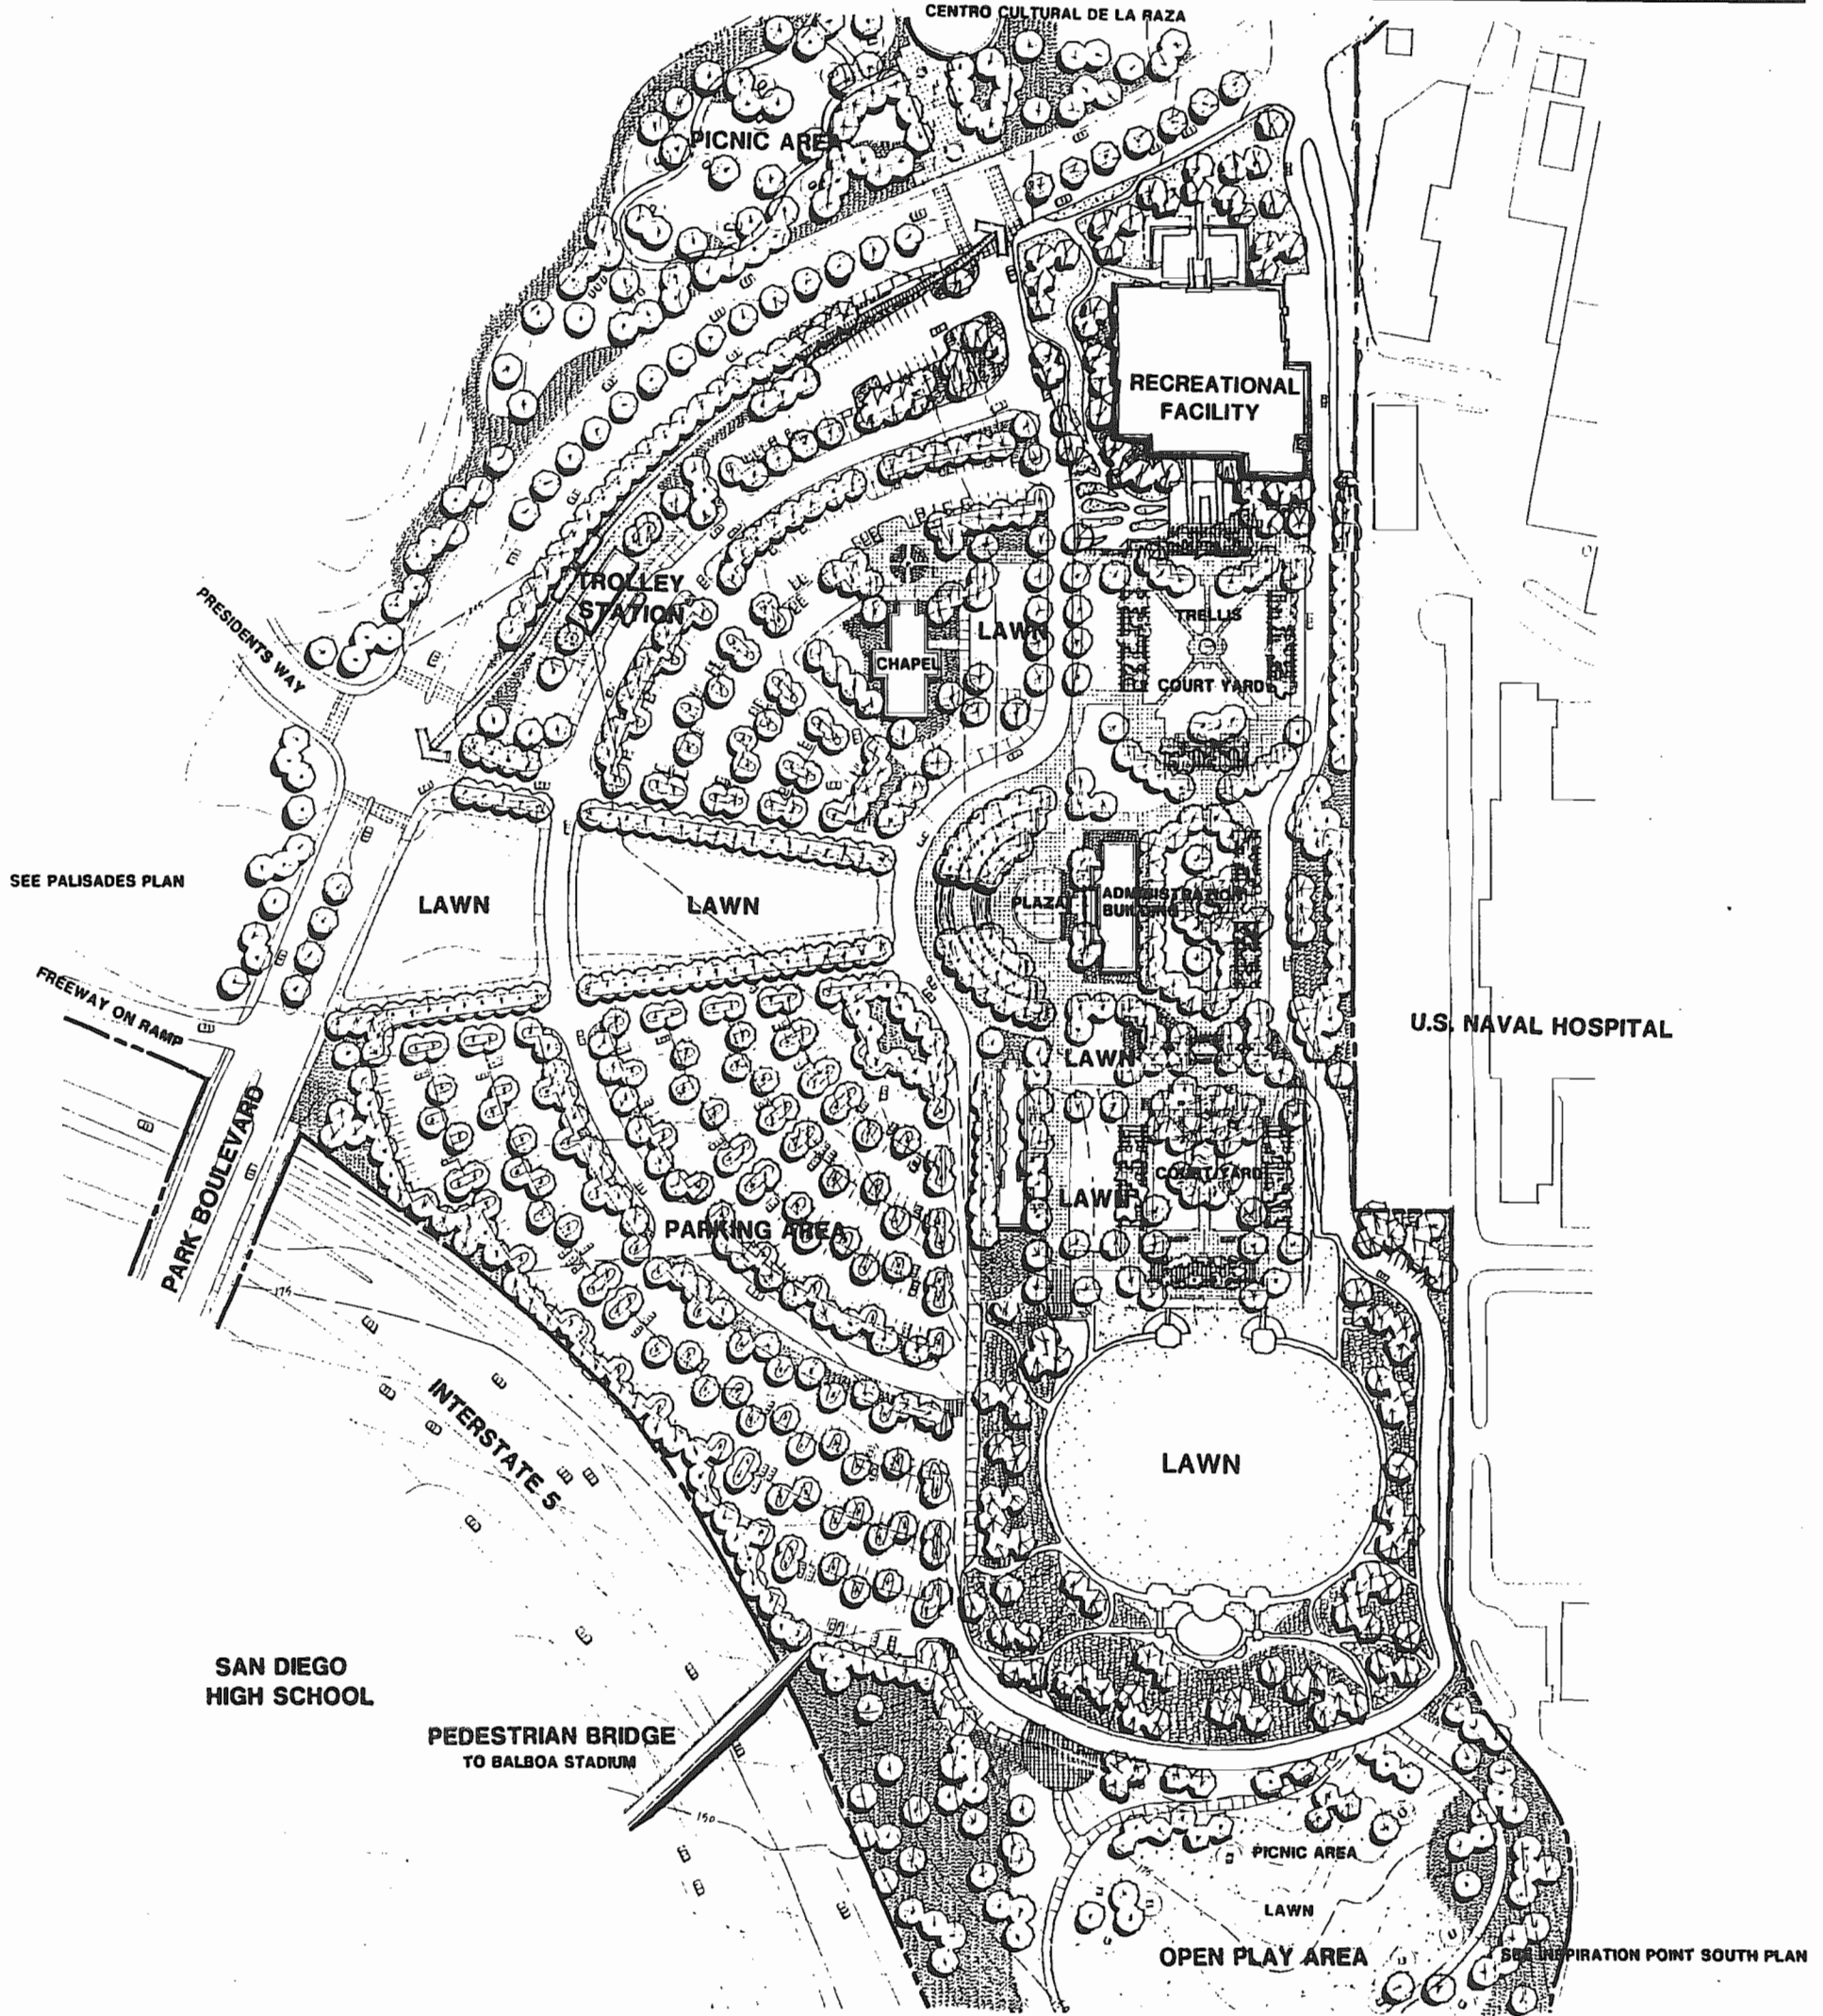 CENTRO CULTURAL DE LA RAZA
PICNIC AREA
RECREATIONAL
FACILITY
TROLLEY
STATION
PRESIDENTS WAY
LAWN
TRELLIS
CHAPEL
COURT YARD
SEE PALISADES PLAN
LAWN
LAWN
PLAZA
ADMINISTRATION
BUILDING
FREEWAY ON RAMP
U.S. NAVAL HOSPITAL
LAWN
PARK BOULEVARD
COURT YARD
LAWN
PARKING AREA
175
INTERSTATE 5
LAWN
SAN DIEGO
HIGH SCHOOL
PEDESTRIAN BRIDGE
TO BALBOA STADIUM
150
PICNIC AREA
175
LAWN
OPEN PLAY AREA
SEE INSPIRATION POINT SOUTH PLAN